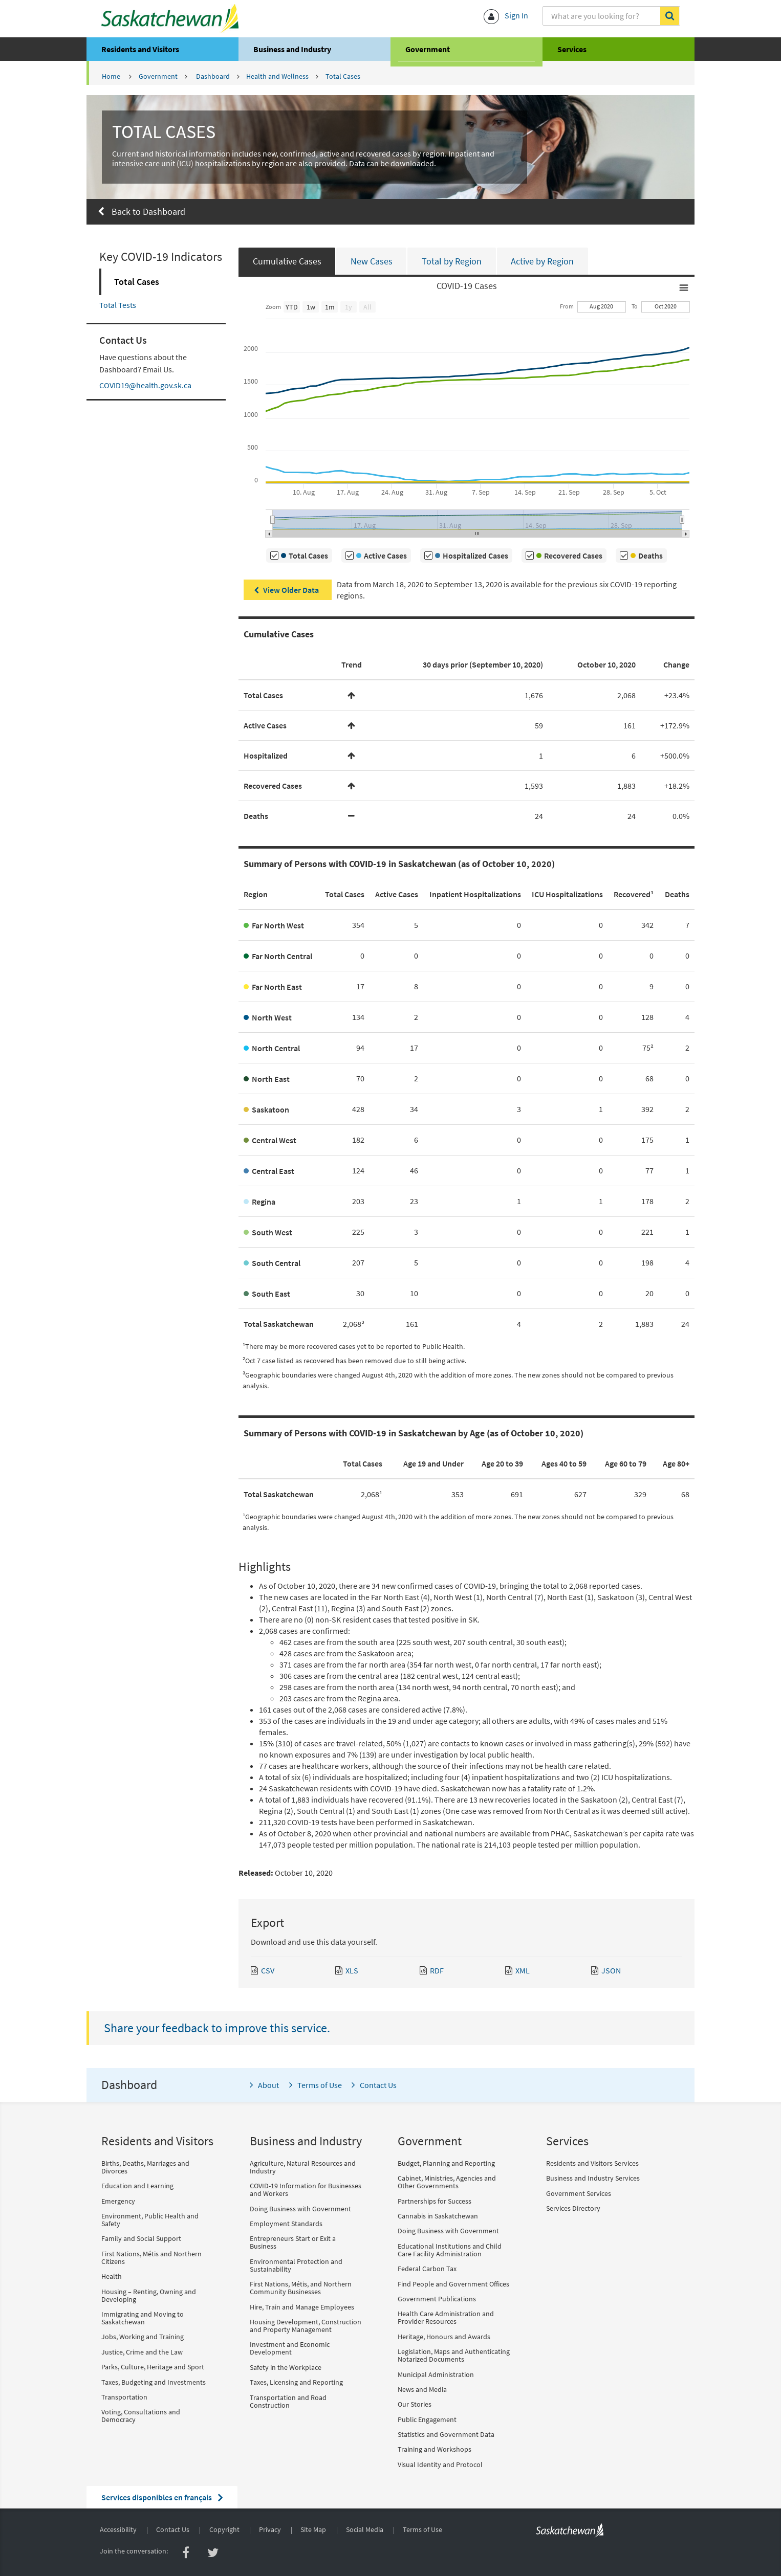 Saskatchewan
Sign In
What are you looking for?
Residents and Visitors
Business and Industry
Government
Services
Home > Government > Dashboard > Health and Wellness > Total Cases
TOTAL CASES
Current and historical information includes new, confirmed, active and recovered cases by region. Inpatient and
intensive care unit (ICU) hospitalizations by region are also provided. Data can be downloaded.
Back to Dashboard
Key COVID-19 Indicators
Total Cases
Total Tests
Contact Us
Have questions about the
Dashboard? Email Us.
COVID19@health.gov.sk.ca
Cumulative Cases
New Cases
Total by Region
Active by Region
COVID-19 Cases
Zoom YTD 1w 1m 1y All
From Aug 2020 To Oct 2020
2000
1500
1000
500
0
10. Aug 17. Aug 24. Aug 31. Aug 7. Sep 14. Sep 21. Sep 28. Sep 5. Oct
17. Aug 31. Aug 14. Sep 28. Sep
Total Cases Active Cases Hospitalized Cases Recovered Cases Deaths
View Older Data
Data from March 18, 2020 to September 13, 2020 is available for the previous six COVID-19 reporting
regions.
Cumulative Cases
Trend 30 days prior (September 10, 2020) October 10, 2020 Change
Total Cases 1,676 2,068 +23.4%
Active Cases 59 161 +172.9%
Hospitalized 1 6 +500.0%
Recovered Cases 1,593 1,883 +18.2%
Deaths 24 24 0.0%
Summary of Persons with COVID-19 in Saskatchewan (as of October 10, 2020)
Region Total Cases Active Cases Inpatient Hospitalizations ICU Hospitalizations Recovered¹ Deaths
Far North West 354 5 0 0 342 7
Far North Central 0 0 0 0 0 0
Far North East 17 8 0 0 9 0
North West 134 2 0 0 128 4
North Central 94 17 0 0 75² 2
North East 70 2 0 0 68 0
Saskatoon 428 34 3 1 392 2
Central West 182 6 0 0 175 1
Central East 124 46 0 0 77 1
Regina 203 23 1 1 178 2
South West 225 3 0 0 221 1
South Central 207 5 0 0 198 4
South East 30 10 0 0 20 0
Total Saskatchewan 2,068³ 161 4 2 1,883 24
¹There may be more recovered cases yet to be reported to Public Health.
²Oct 7 case listed as recovered has been removed due to still being active.
³Geographic boundaries were changed August 4th, 2020 with the addition of more zones. The new zones should not be compared to previous
analysis.
Summary of Persons with COVID-19 in Saskatchewan by Age (as of October 10, 2020)
Total Cases Age 19 and Under Age 20 to 39 Ages 40 to 59 Age 60 to 79 Age 80+
Total Saskatchewan 2,068¹ 353 691 627 329 68
¹Geographic boundaries were changed August 4th, 2020 with the addition of more zones. The new zones should not be compared to previous
analysis.
Highlights
• As of October 10, 2020, there are 34 new confirmed cases of COVID-19, bringing the total to 2,068 reported cases.
• The new cases are located in the Far North East (4), North West (1), North Central (7), North East (1), Saskatoon (3), Central West
(2), Central East (11), Regina (3) and South East (2) zones.
• There are no (0) non-SK resident cases that tested positive in SK.
• 2,068 cases are confirmed:
◦ 462 cases are from the south area (225 south west, 207 south central, 30 south east);
◦ 428 cases are from the Saskatoon area;
◦ 371 cases are from the far north area (354 far north west, 0 far north central, 17 far north east);
◦ 306 cases are from the central area (182 central west, 124 central east);
◦ 298 cases are from the north area (134 north west, 94 north central, 70 north east); and
◦ 203 cases are from the Regina area.
• 161 cases out of the 2,068 cases are considered active (7.8%).
• 353 of the cases are individuals in the 19 and under age category; all others are adults, with 49% of cases males and 51%
females.
• 15% (310) of cases are travel-related, 50% (1,027) are contacts to known cases or involved in mass gathering(s), 29% (592) have
no known exposures and 7% (139) are under investigation by local public health.
• 77 cases are healthcare workers, although the source of their infections may not be health care related.
• A total of six (6) individuals are hospitalized; including four (4) inpatient hospitalizations and two (2) ICU hospitalizations.
• 24 Saskatchewan residents with COVID-19 have died. Saskatchewan now has a fatality rate of 1.2%.
• A total of 1,883 individuals have recovered (91.1%). There are 13 new recoveries located in the Saskatoon (2), Central East (7),
Regina (2), South Central (1) and South East (1) zones (One case was removed from North Central as it was deemed still active).
• 211,320 COVID-19 tests have been performed in Saskatchewan.
• As of October 8, 2020 when other provincial and national numbers are available from PHAC, Saskatchewan's per capita rate was
147,073 people tested per million population. The national rate is 214,103 people tested per million population.
Released: October 10, 2020
Export
Download and use this data yourself.
CSV XLS RDF XML JSON
Share your feedback to improve this service.
Dashboard
About Terms of Use Contact Us
Residents and Visitors
Births, Deaths, Marriages and
Divorces
Education and Learning
Emergency
Environment, Public Health and
Safety
Family and Social Support
First Nations, Métis and Northern
Citizens
Health
Housing – Renting, Owning and
Developing
Immigrating and Moving to
Saskatchewan
Jobs, Working and Training
Justice, Crime and the Law
Parks, Culture, Heritage and Sport
Taxes, Budgeting and Investments
Transportation
Voting, Consultations and
Democracy
Business and Industry
Agriculture, Natural Resources and
Industry
COVID-19 Information for Businesses
and Workers
Doing Business with Government
Employment Standards
Entrepreneurs Start or Exit a
Business
Environmental Protection and
Sustainability
First Nations, Métis, and Northern
Community Businesses
Hire, Train and Manage Employees
Housing Development, Construction
and Property Management
Investment and Economic
Development
Safety in the Workplace
Taxes, Licensing and Reporting
Transportation and Road
Construction
Government
Budget, Planning and Reporting
Cabinet, Ministries, Agencies and
Other Governments
Partnerships for Success
Cannabis in Saskatchewan
Doing Business with Government
Educational Institutions and Child
Care Facility Administration
Federal Carbon Tax
Find People and Government Offices
Government Publications
Health Care Administration and
Provider Resources
Heritage, Honours and Awards
Legislation, Maps and Authenticating
Notarized Documents
Municipal Administration
News and Media
Our Stories
Public Engagement
Statistics and Government Data
Training and Workshops
Visual Identity and Protocol
Services
Residents and Visitors Services
Business and Industry Services
Government Services
Services Directory
Services disponibles en français
Accessibility | Contact Us | Copyright | Privacy | Site Map | Social Media | Terms of Use
Saskatchewan
Join the conversation: